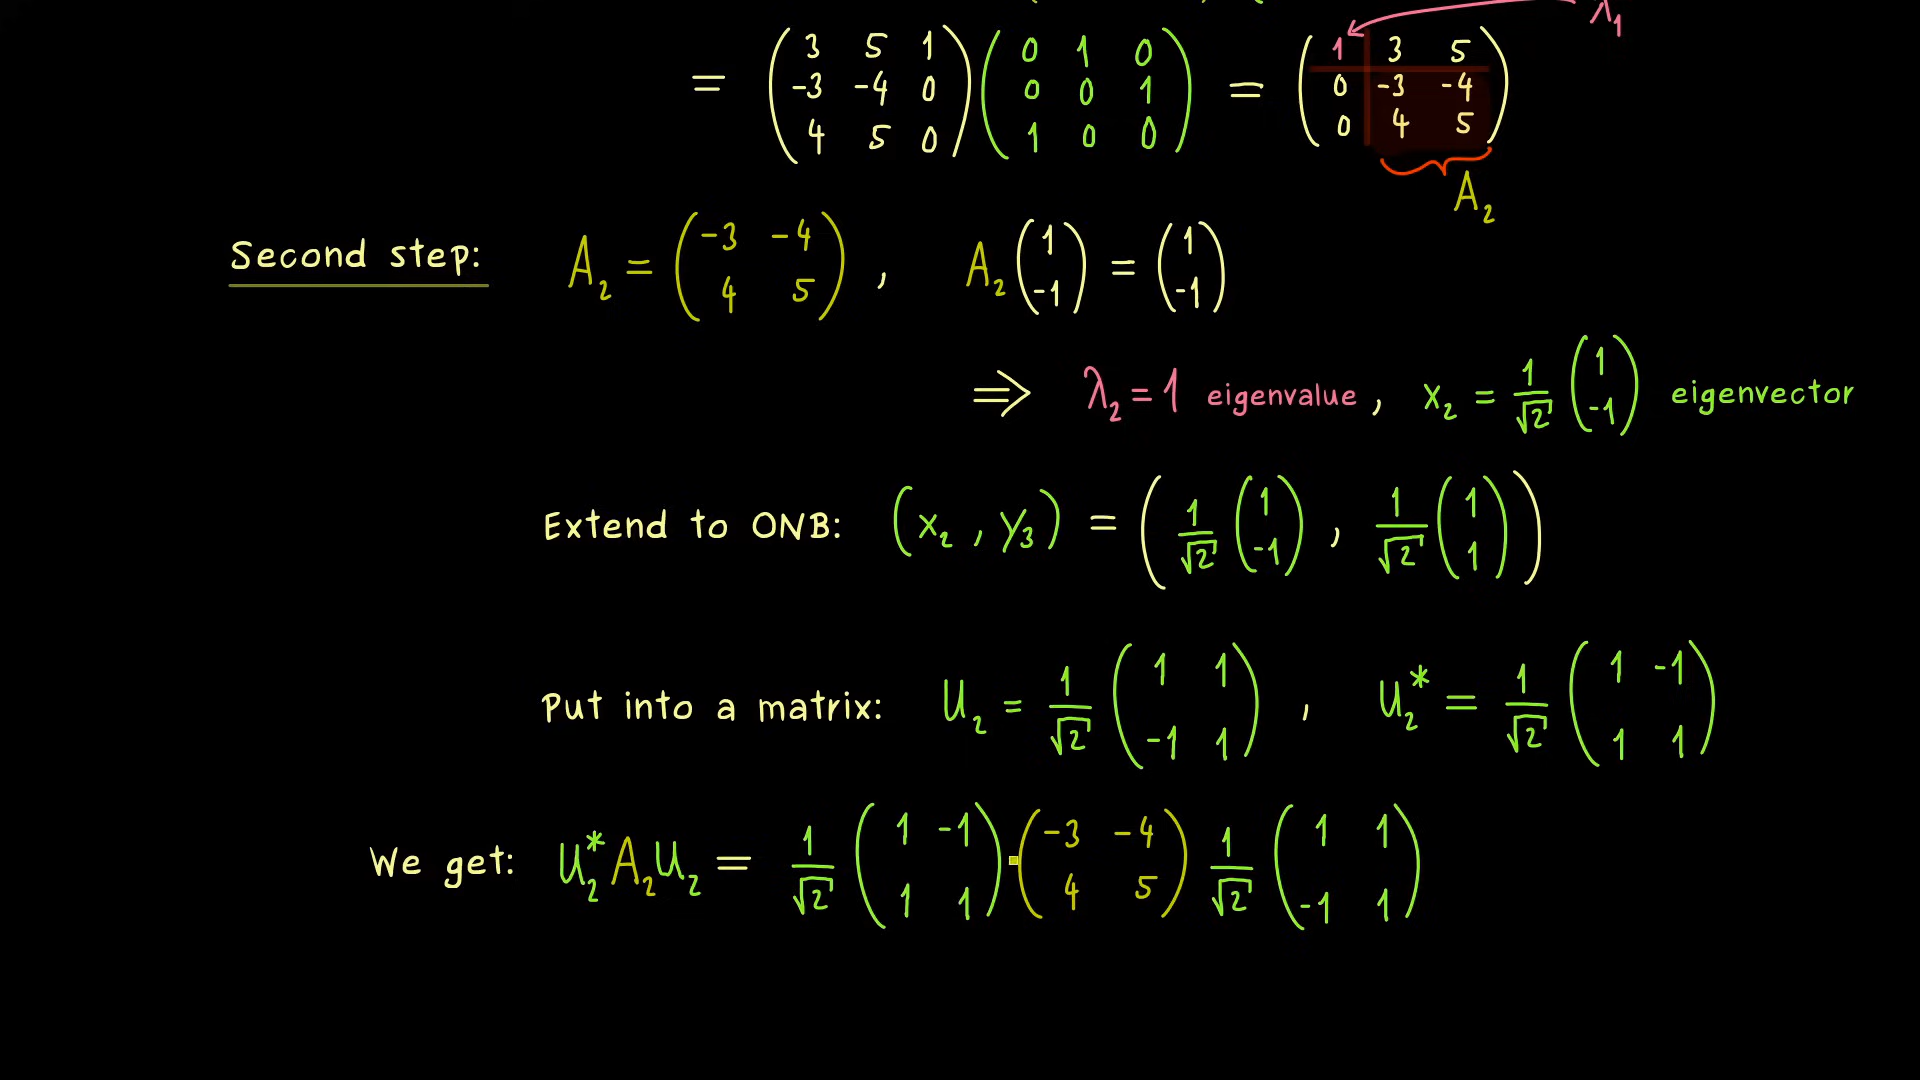 λ₁
= ( 3 5 1 ; -3 -4 0 ; 4 5 0 ) ( 0 1 0 ; 0 0 1 ; 1 0 0 ) = ( 1 3 5 ; 0 -3 -4 ; 0 4 5 )
A₂
Second step: A₂ = ( -3 -4 ; 4 5 ) , A₂ ( 1 ; -1 ) = ( 1 ; -1 )
⇒ λ₂ = 1 eigenvalue , x₂ = 1/√2 ( 1 ; -1 ) eigenvector
Extend to ONB: ( x₂ , y₃ ) = ( 1/√2 ( 1 ; -1 ) , 1/√2 ( 1 ; 1 ) )
Put into a matrix: U₂ = 1/√2 ( 1 1 ; -1 1 ) , U₂* = 1/√2 ( 1 -1 ; 1 1 )
We get: U₂* A₂ U₂ = 1/√2 ( 1 -1 ; 1 1 ) ( -3 -4 ; 4 5 ) 1/√2 ( 1 1 ; -1 1 )